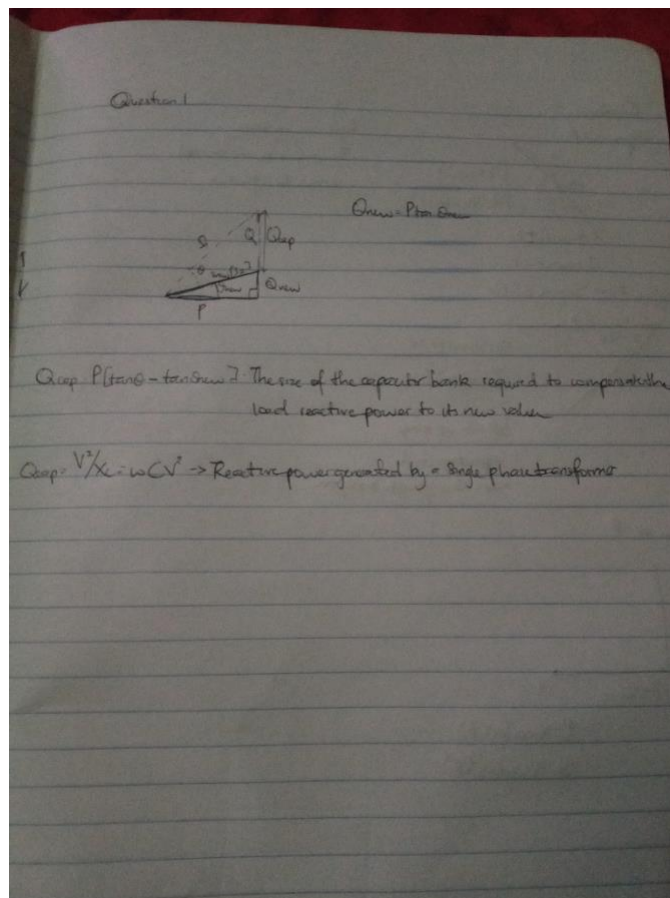 Question 1
Qnew = Ptan θnew
S
Q
Qcap
θ
θnew
Qnew
P
Qcap = P[tanθ - tanθnew]. The size of the capacitor bank required to compensate the
load reactive power to its new value
Qcap = V²/Xc = ωCV² → Reactive power generated by a single phase transformer